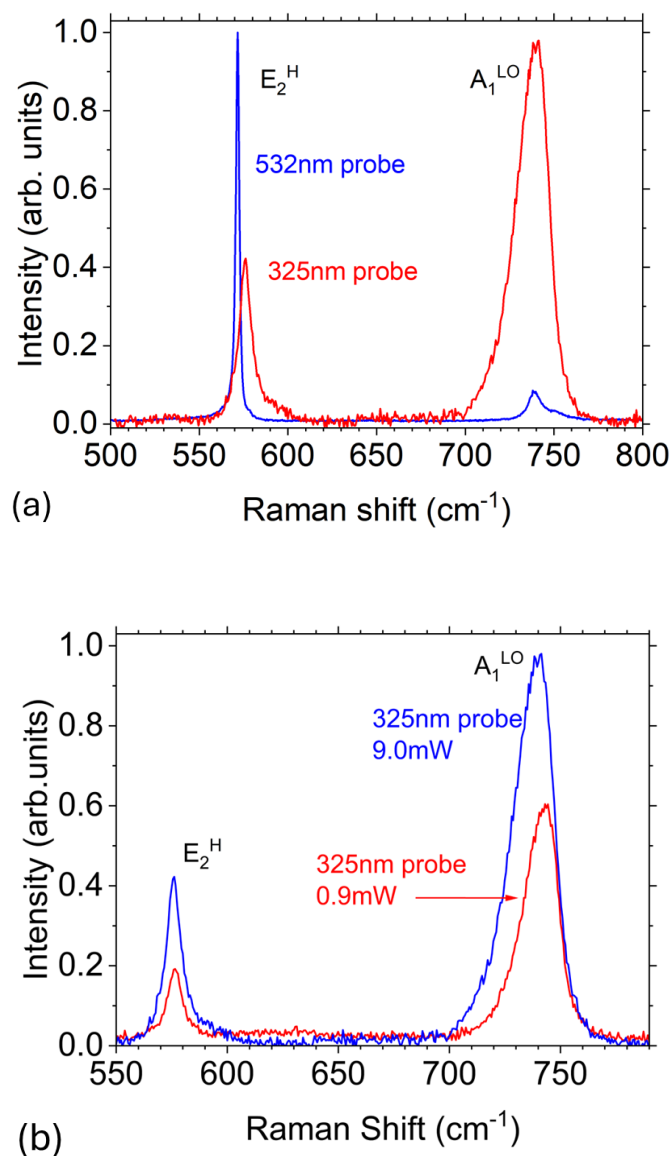 Intensity (arb. units)
1.0
0.8
0.6
0.4
0.2
0.0
E₂ᴴ
A₁ᴸᴼ
532nm probe
325nm probe
500 550 600 650 700 750 800
Raman shift (cm⁻¹)
(a)
Intensity (arb.units)
1.0
0.8
0.6
0.4
0.2
0.0
A₁ᴸᴼ
325nm probe
9.0mW
E₂ᴴ
325nm probe
0.9mW
550 600 650 700 750
Raman Shift (cm⁻¹)
(b)